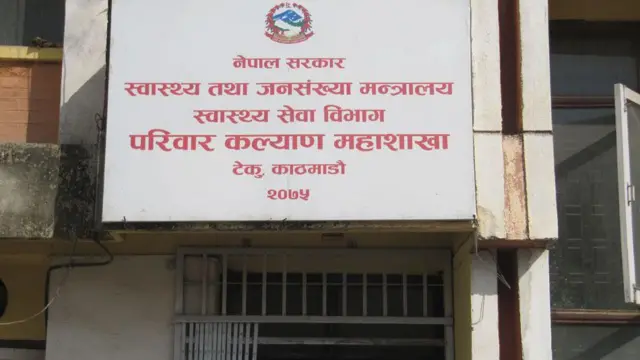 नेपाल सरकार
स्वास्थ्य तथा जनसंख्या मन्त्रालय
स्वास्थ्य सेवा विभाग
परिवार कल्याण महाशाखा
टेकु, काठमाडौ
२०७५